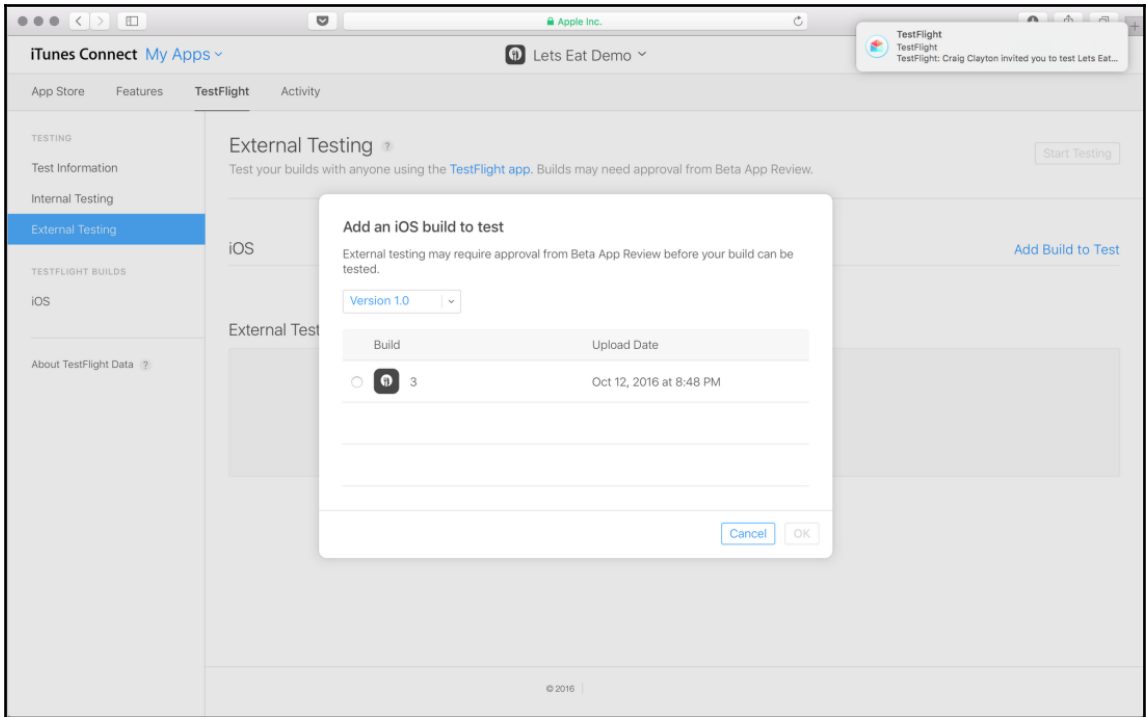 Apple Inc.
iTunes Connect My Apps
Lets Eat Demo
TestFlight
TestFlight
TestFlight: Craig Clayton invited you to test Lets Eat...
App Store Features TestFlight Activity
TESTING
Test Information
Internal Testing
External Testing
TESTFLIGHT BUILDS
iOS
About TestFlight Data ?
External Testing ?
Start Testing
Test your builds with anyone using the TestFlight app. Builds may need approval from Beta App Review.
iOS
Add Build to Test
External Test
Add an iOS build to test
External testing may require approval from Beta App Review before your build can be
tested.
Version 1.0
Build Upload Date
3 Oct 12, 2016 at 8:48 PM
Cancel OK
© 2016